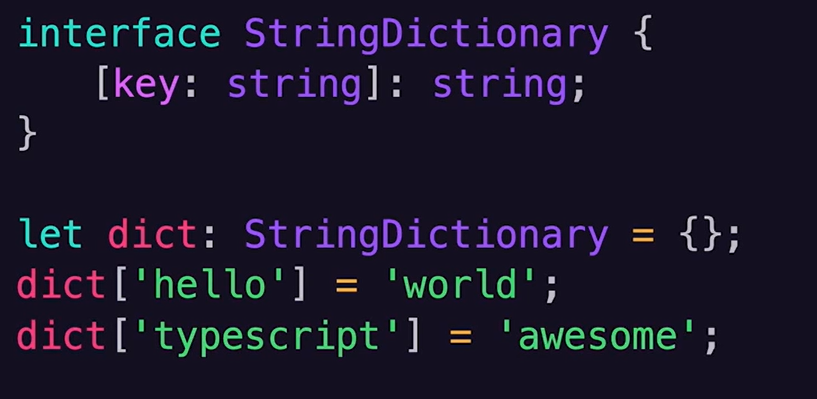 interface StringDictionary {
   [key: string]: string;
}

let dict: StringDictionary = {};
dict['hello'] = 'world';
dict['typescript'] = 'awesome';